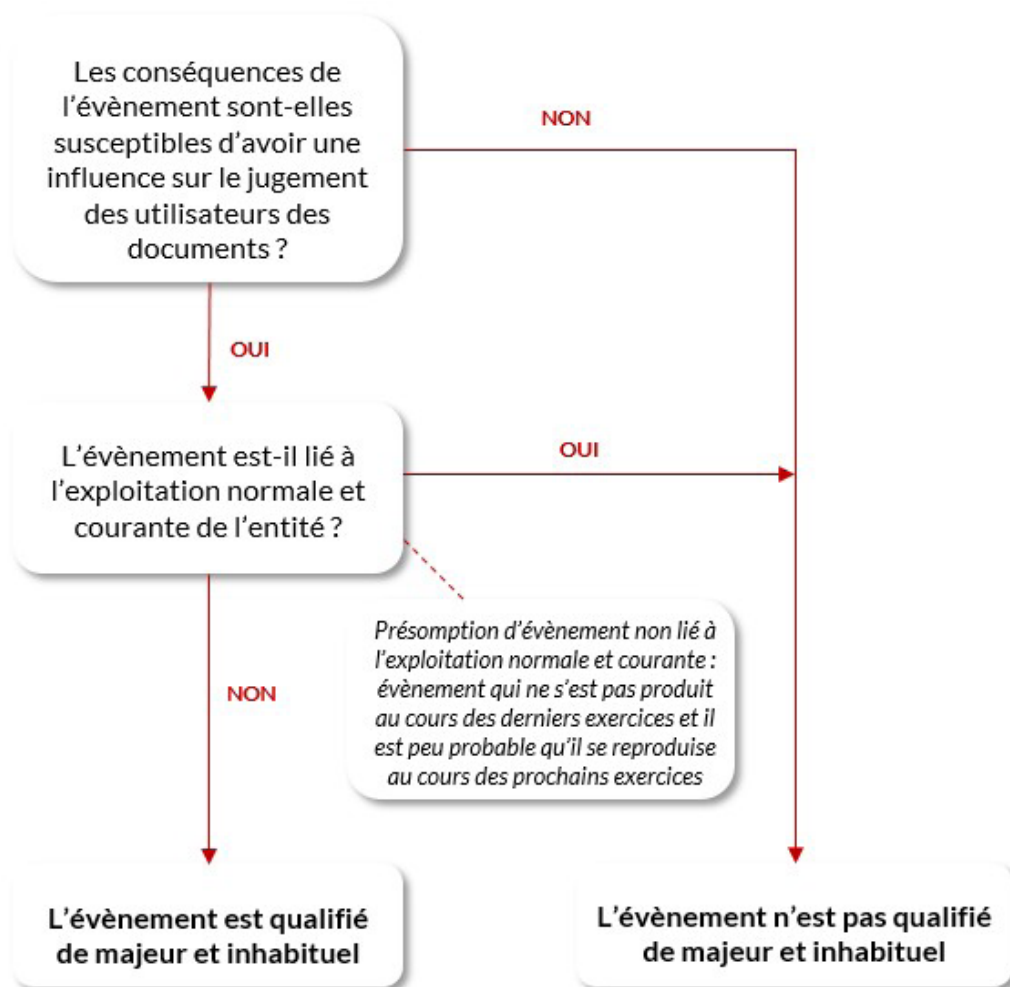 Les conséquences de
l'évènement sont-elles
susceptibles d'avoir une
influence sur le jugement
des utilisateurs des
documents ?
NON
OUI
L'évènement est-il lié à
l'exploitation normale et
courante de l'entité ?
OUI
Présomption d'évènement non lié à
l'exploitation normale et courante :
évènement qui ne s'est pas produit
au cours des derniers exercices et il
est peu probable qu'il se reproduise
au cours des prochains exercices
NON
L'évènement est qualifié
de majeur et inhabituel
L'évènement n'est pas qualifié
de majeur et inhabituel